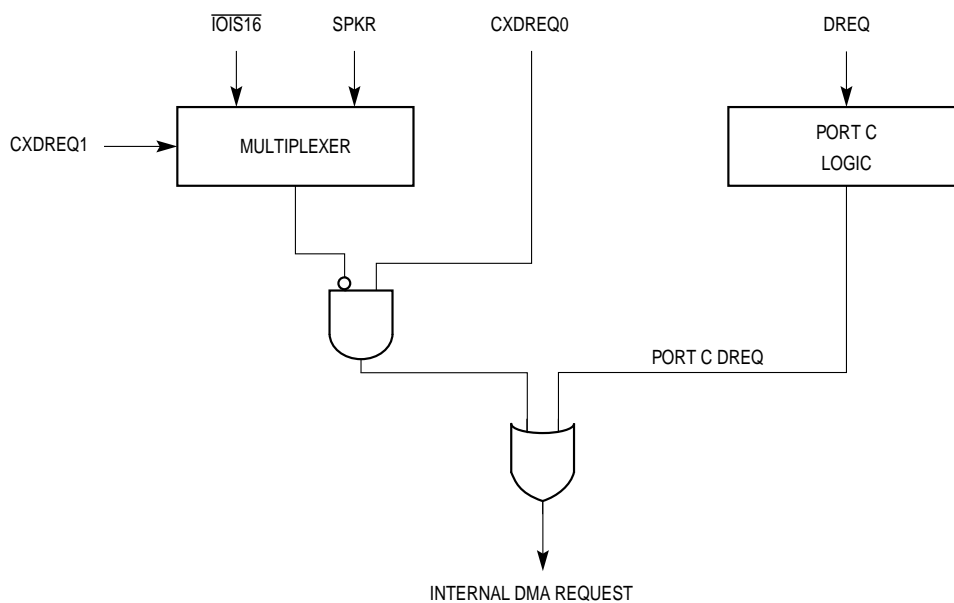 IOIS16
SPKR
CXDREQ0
DREQ
CXDREQ1
MULTIPLEXER
PORT C
LOGIC
PORT C DREQ
INTERNAL DMA REQUEST